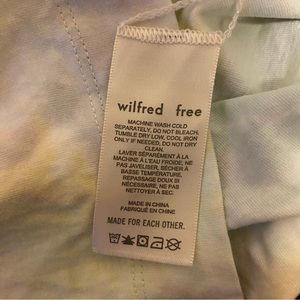 wilfred free
MACHINE WASH COLD
SEPARATELY, DO NOT BLEACH,
TUMBLE DRY LOW, COOL IRON
ONLY IF NEEDED, DO NOT DRY
CLEAN.
LAVER SÉPARÉMENT À LA
MACHINE À L'EAU FROIDE, NE
PAS JAVELISER, SÉCHER À
BASSE TEMPÉRATURE,
REPASSAGE DOUX SI
NÉCESSAIRE, NE PAS
NETTOYER À SEC.
MADE IN CHINA
FABRIQUÉ EN CHINE
MADE FOR EACH OTHER.